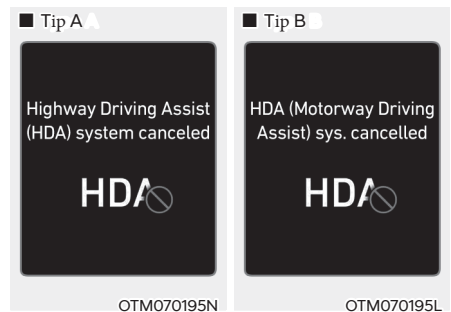 ■ Tip A
Highway Driving Assist
(HDA) system canceled
HDA
OTM070195N
■ Tip B
HDA (Motorway Driving
Assist) sys. cancelled
HDA
OTM070195L